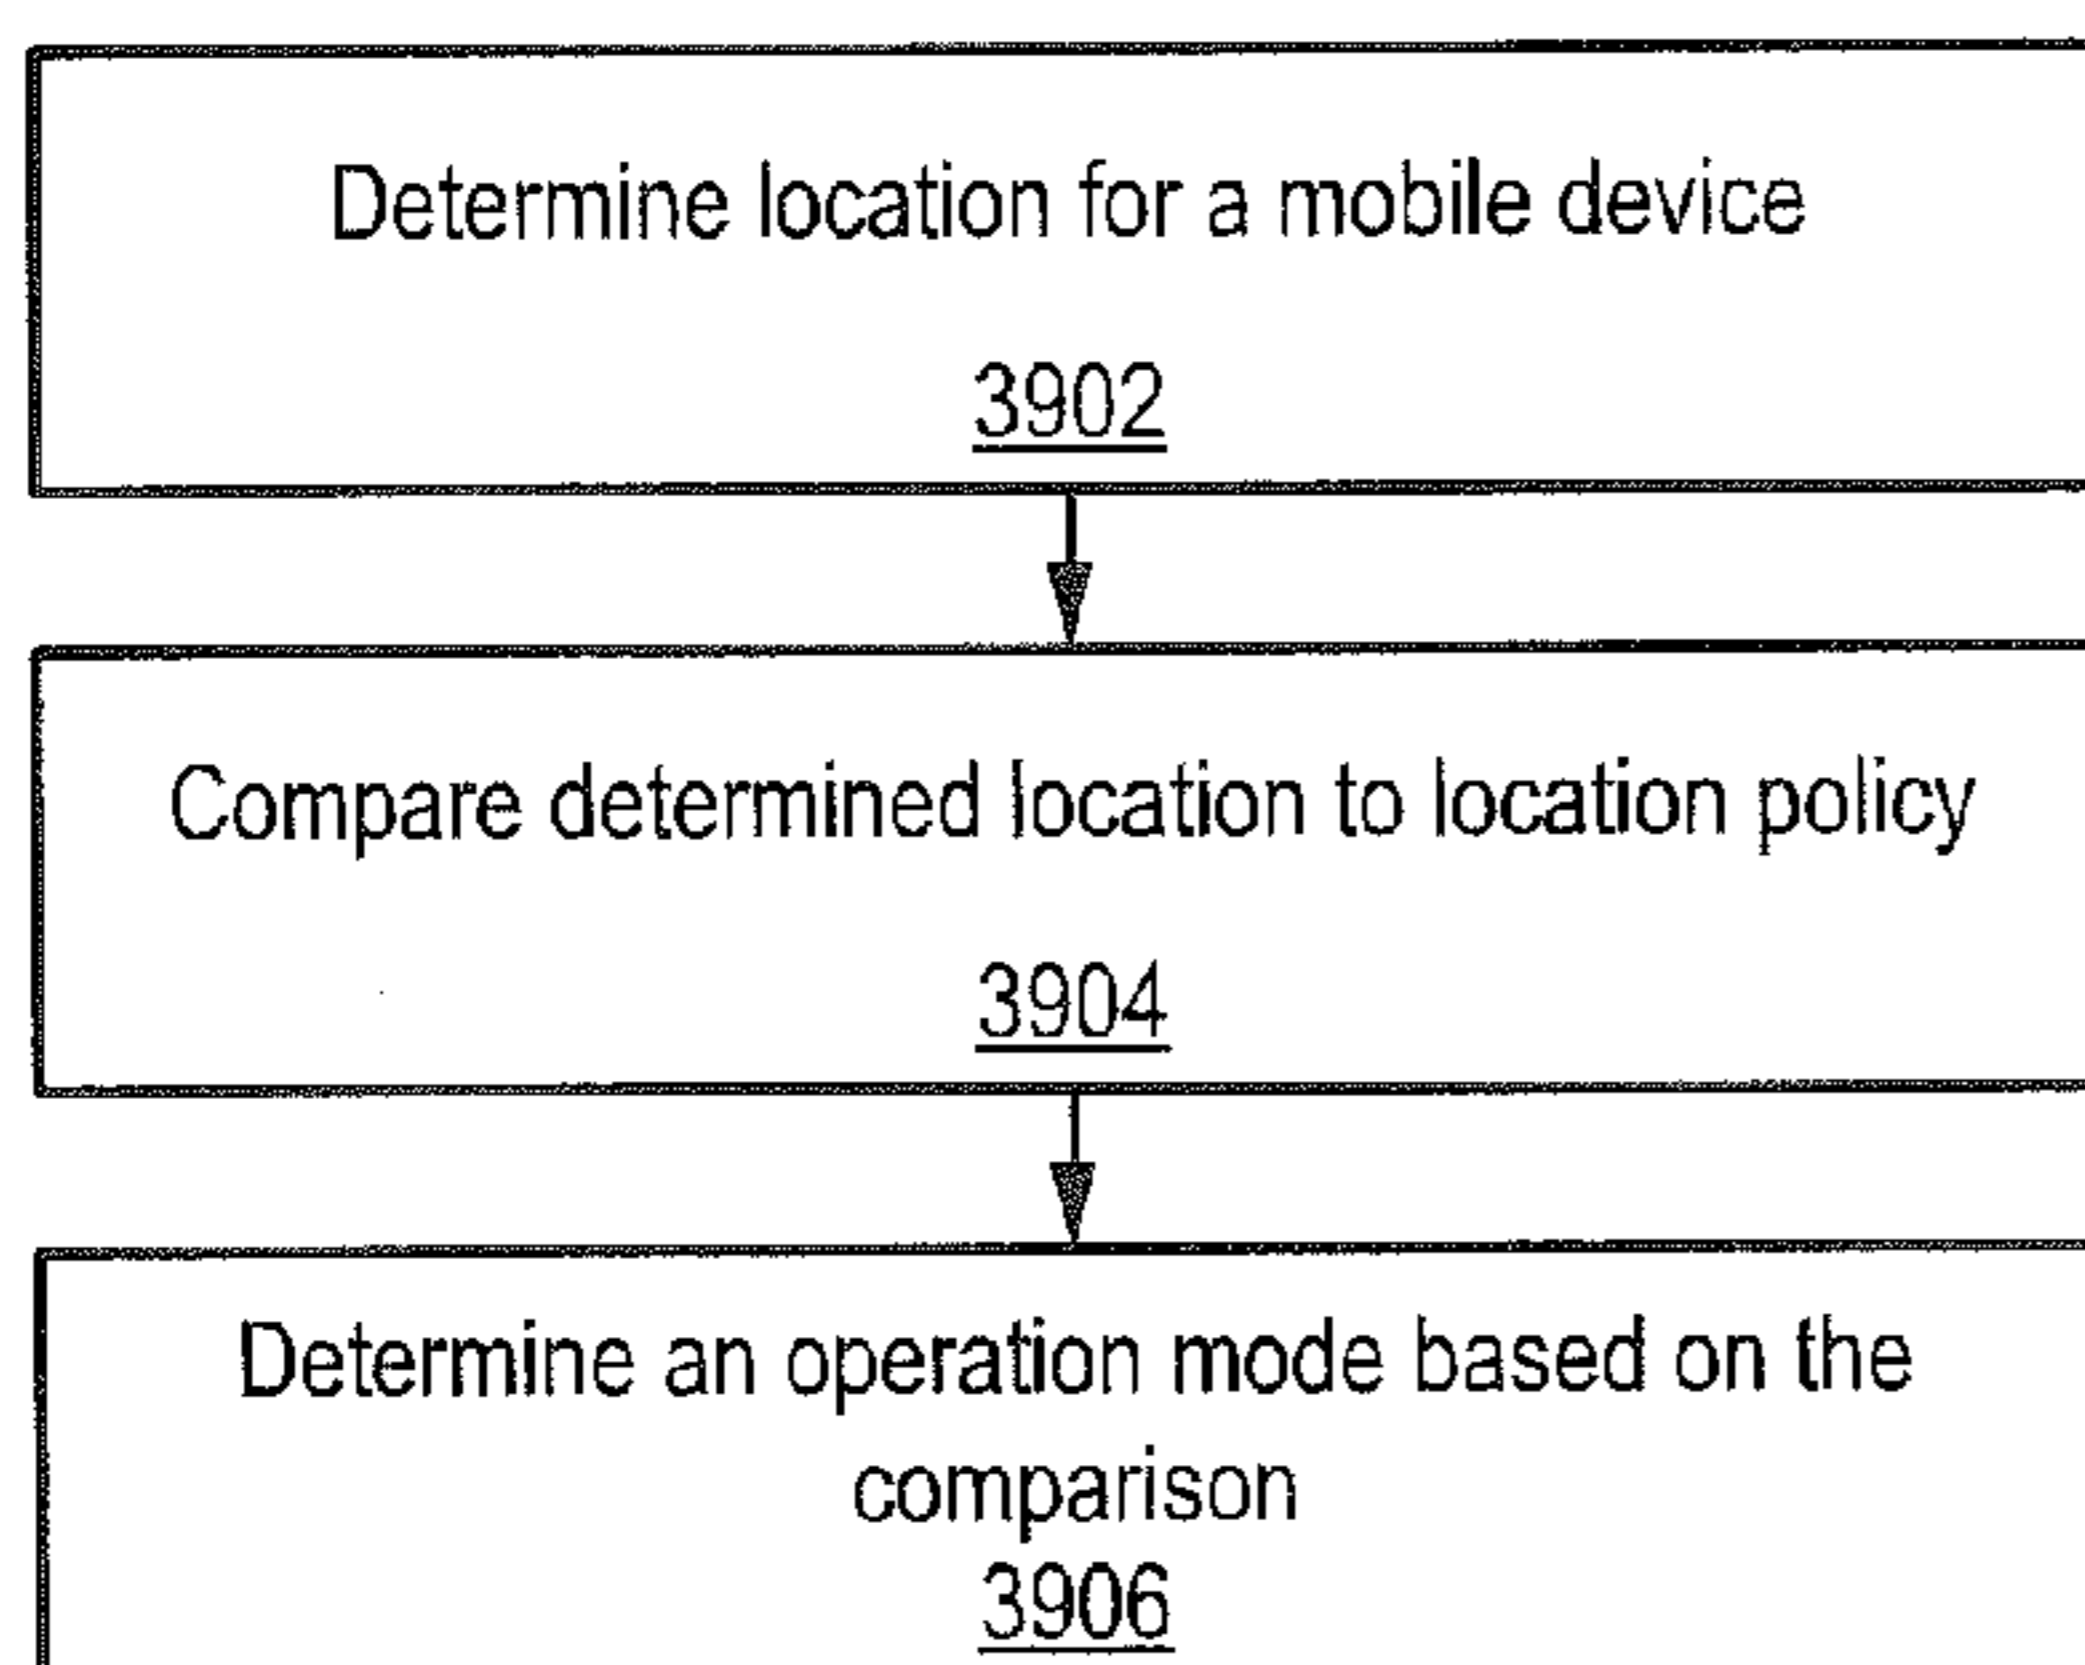 Determine location for a mobile device
3902
Compare determined location to location policy
3904
Determine an operation mode based on the
comparison
3906